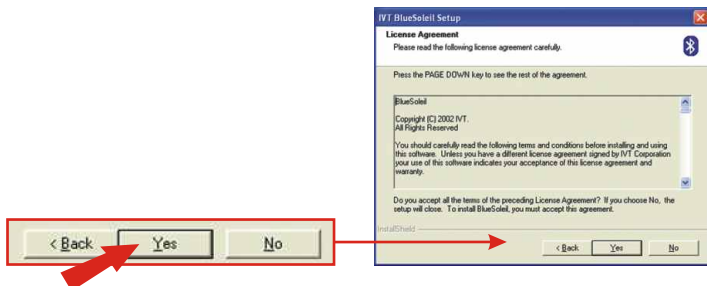 IVT BlueSoleil Setup
License Agreement
Please read the following license agreement carefully.
Press the PAGE DOWN key to see the rest of the agreement.
BlueSoleil
Copyright (C) 2002 IVT.
All Rights Reserved
You should carefully read the following terms and conditions before installing and using
this software. Unless you have a different license agreement signed by IVT Corporation
your use of this software indicates your acceptance of this license agreement and
warranty.
Do you accept all the terms of the preceding License Agreement? If you choose No, the
setup will close. To install BlueSoleil, you must accept this agreement.
InstallShield
< Back Yes No
< Back Yes No